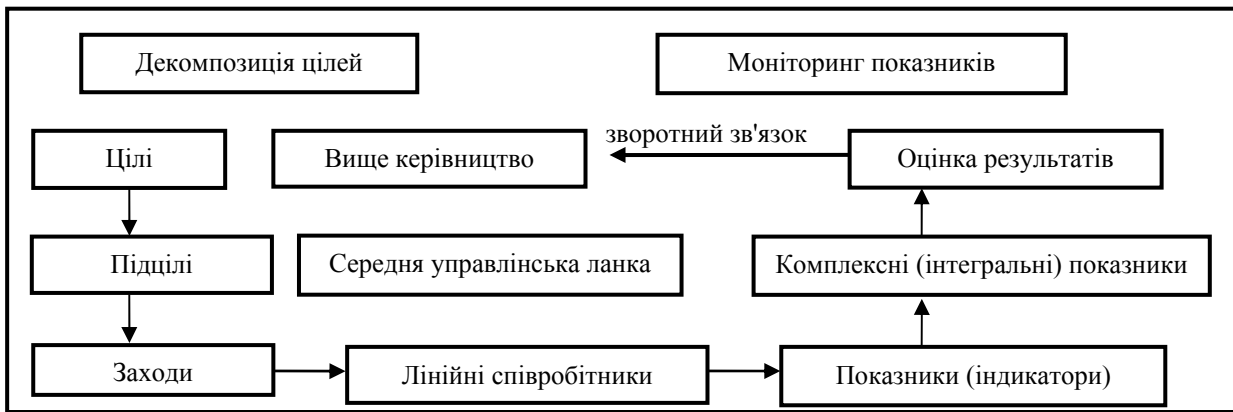 Декомпозиція цілей
Моніторинг показників
зворотний зв'язок
Цілі
Вище керівництво
Оцінка результатів
Підцілі
Середня управлінська ланка
Комплексні (інтегральні) показники
Заходи
Лінійні співробітники
Показники (індикатори)